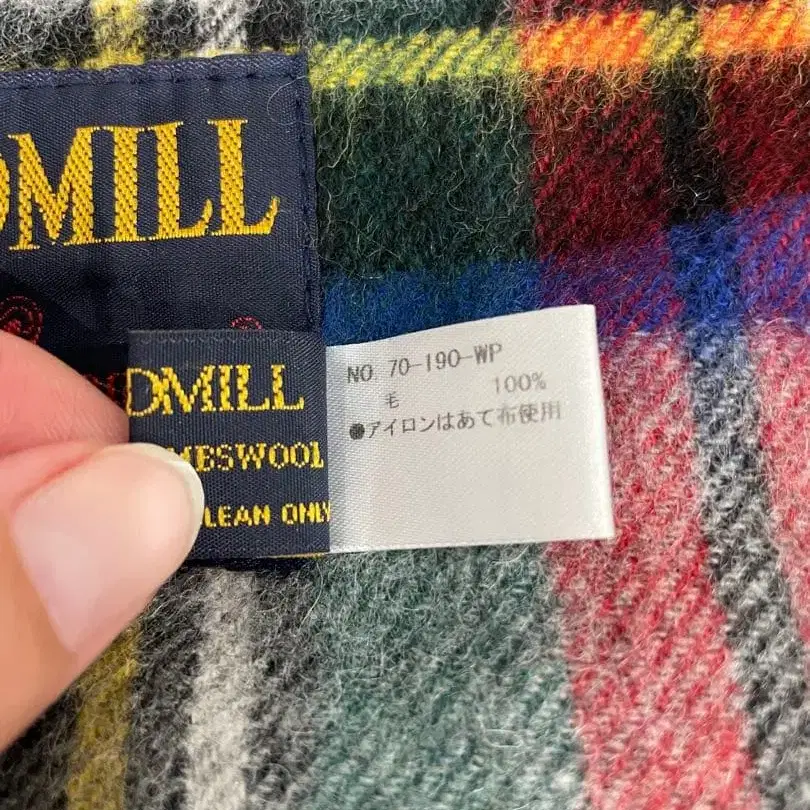 DMILL
DMILL
MBSWOOL
LEAN ONLY
NO. 70-190-WP
毛 100%
●アイロンはあて布使用